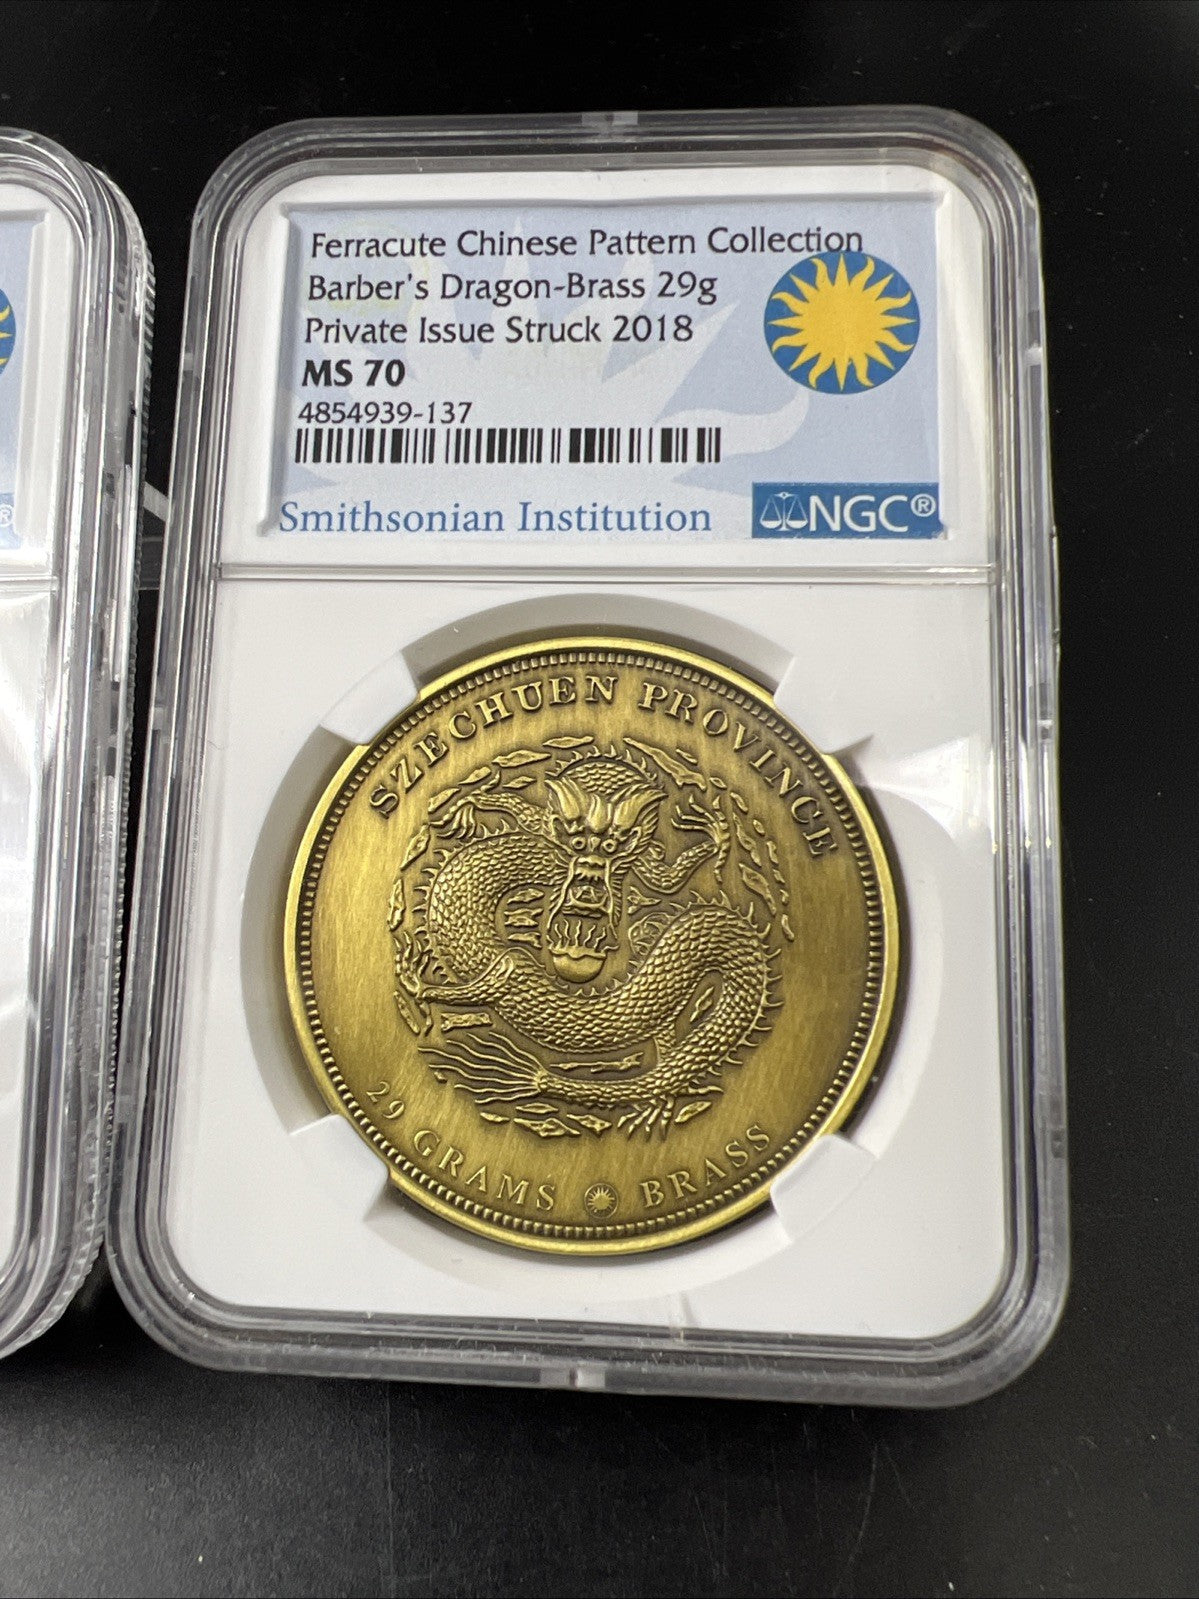 Ferracute Chinese Pattern Collection
Barber's Dragon-Brass 29g
Private Issue Struck 2018
MS 70
4854939-137
Smithsonian Institution
NGC®
SZECHUEN PROVINCE
29 GRAMS BRASS
®